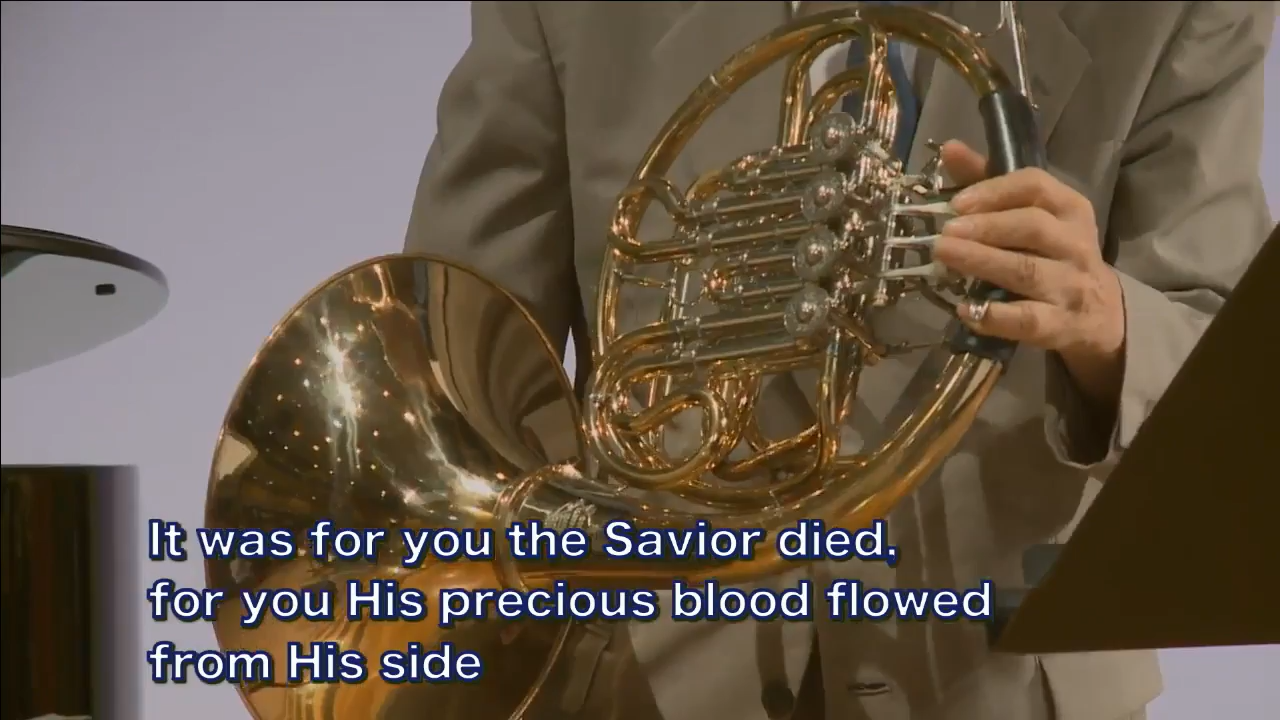 It was for you the Savior died,
for you His precious blood flowed
from His side